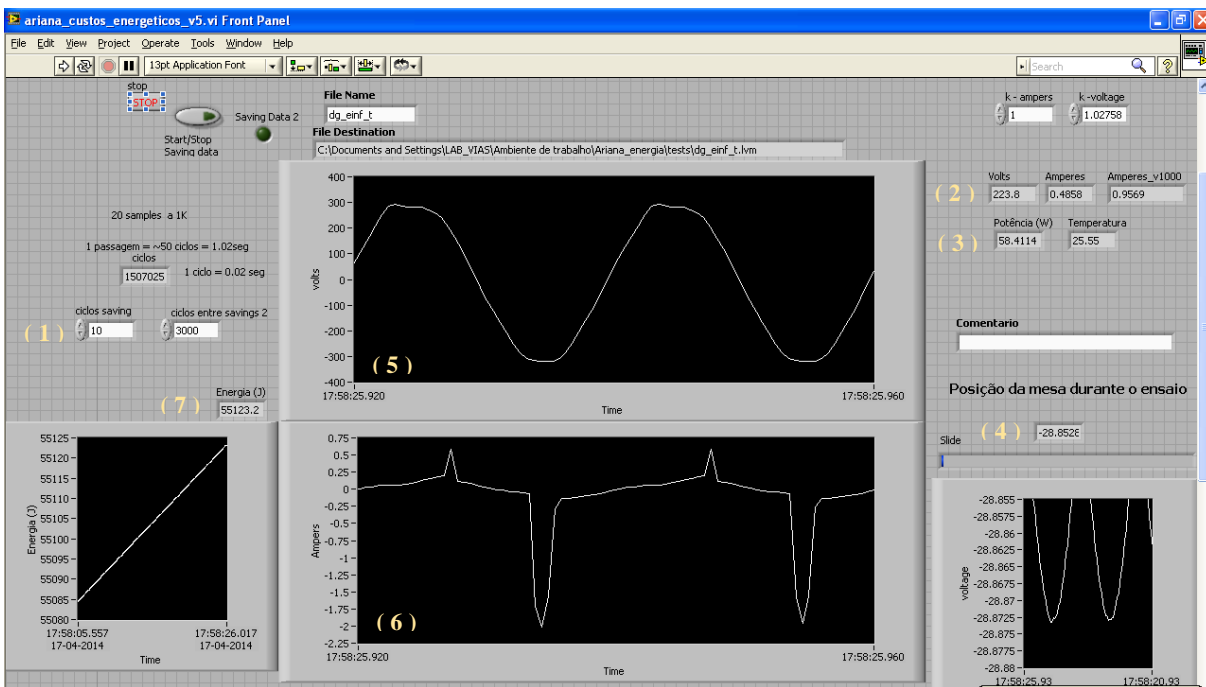 ariana_custos_energeticos_v5.vi Front Panel
File Edit View Project Operate Tools Window Help
13pt Application Font
Search
stop
STOP
Start/Stop
Saving data
Saving Data 2
File Name
dg_einf_t
File Destination
C:\Documents and Settings\LAB_VIAS\Ambiente de trabalho\Ariana_energia\tests\dg_einf_t.lvm
k - ampers
1
k -voltage
1.02758
( 2 )
Volts
223.8
Amperes
0.4858
Amperes_v1000
0.9569
( 3 )
Potência (W)
58.4114
Temperatura
25.55
20 samples a 1K
1 passagem = ~50 ciclos = 1.02seg
ciclos
1507025
1 ciclo = 0.02 seg
( 1 )
ciclos saving
10
ciclos entre savings 2
3000
( 7 )
Energia (J)
55123.2
400
300
200
100
0
-100
-200
-300
-400
volts
( 5 )
17:58:25.920
17:58:25.960
Time
Comentario
Posição da mesa durante o ensaio
Slide
( 4 )
-28.8528
55125
55120
55115
55110
55105
55100
55095
55090
55085
55080
Energia (J)
17:58:05.557
17-04-2014
17:58:26.017
17-04-2014
Time
0.75
0.5
0.25
0
-0.25
-0.5
-0.75
-1
-1.25
-1.5
-1.75
-2
-2.25
Ampers
( 6 )
17:58:25.920
17:58:25.960
Time
-28.855
-28.8575
-28.86
-28.8625
-28.865
-28.8675
-28.87
-28.8725
-28.875
-28.8775
-28.88
voltage
17:58:25.93
17:58:20.93